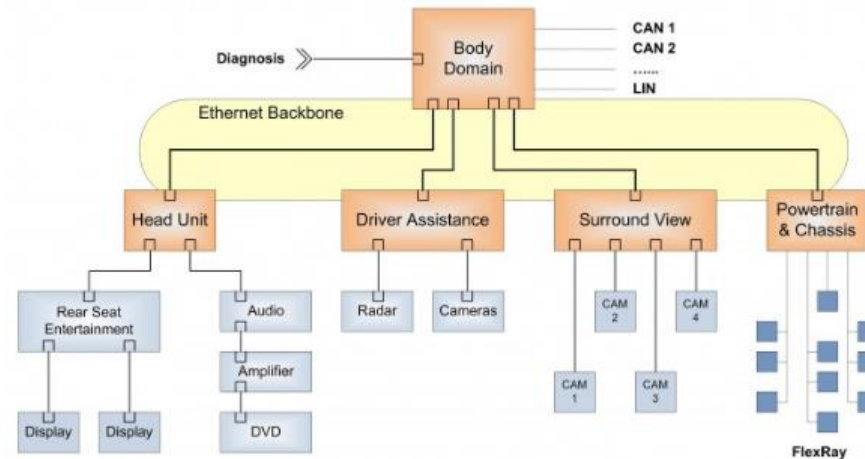 Diagnosis
Body
Domain
CAN 1
CAN 2
......
LIN
Ethernet Backbone
Head Unit
Driver Assistance
Surround View
Powertrain
& Chassis
Rear Seat
Entertainment
Audio
Radar
Cameras
CAM
2
CAM
4
Amplifier
CAM
1
CAM
3
Display
Display
DVD
FlexRay